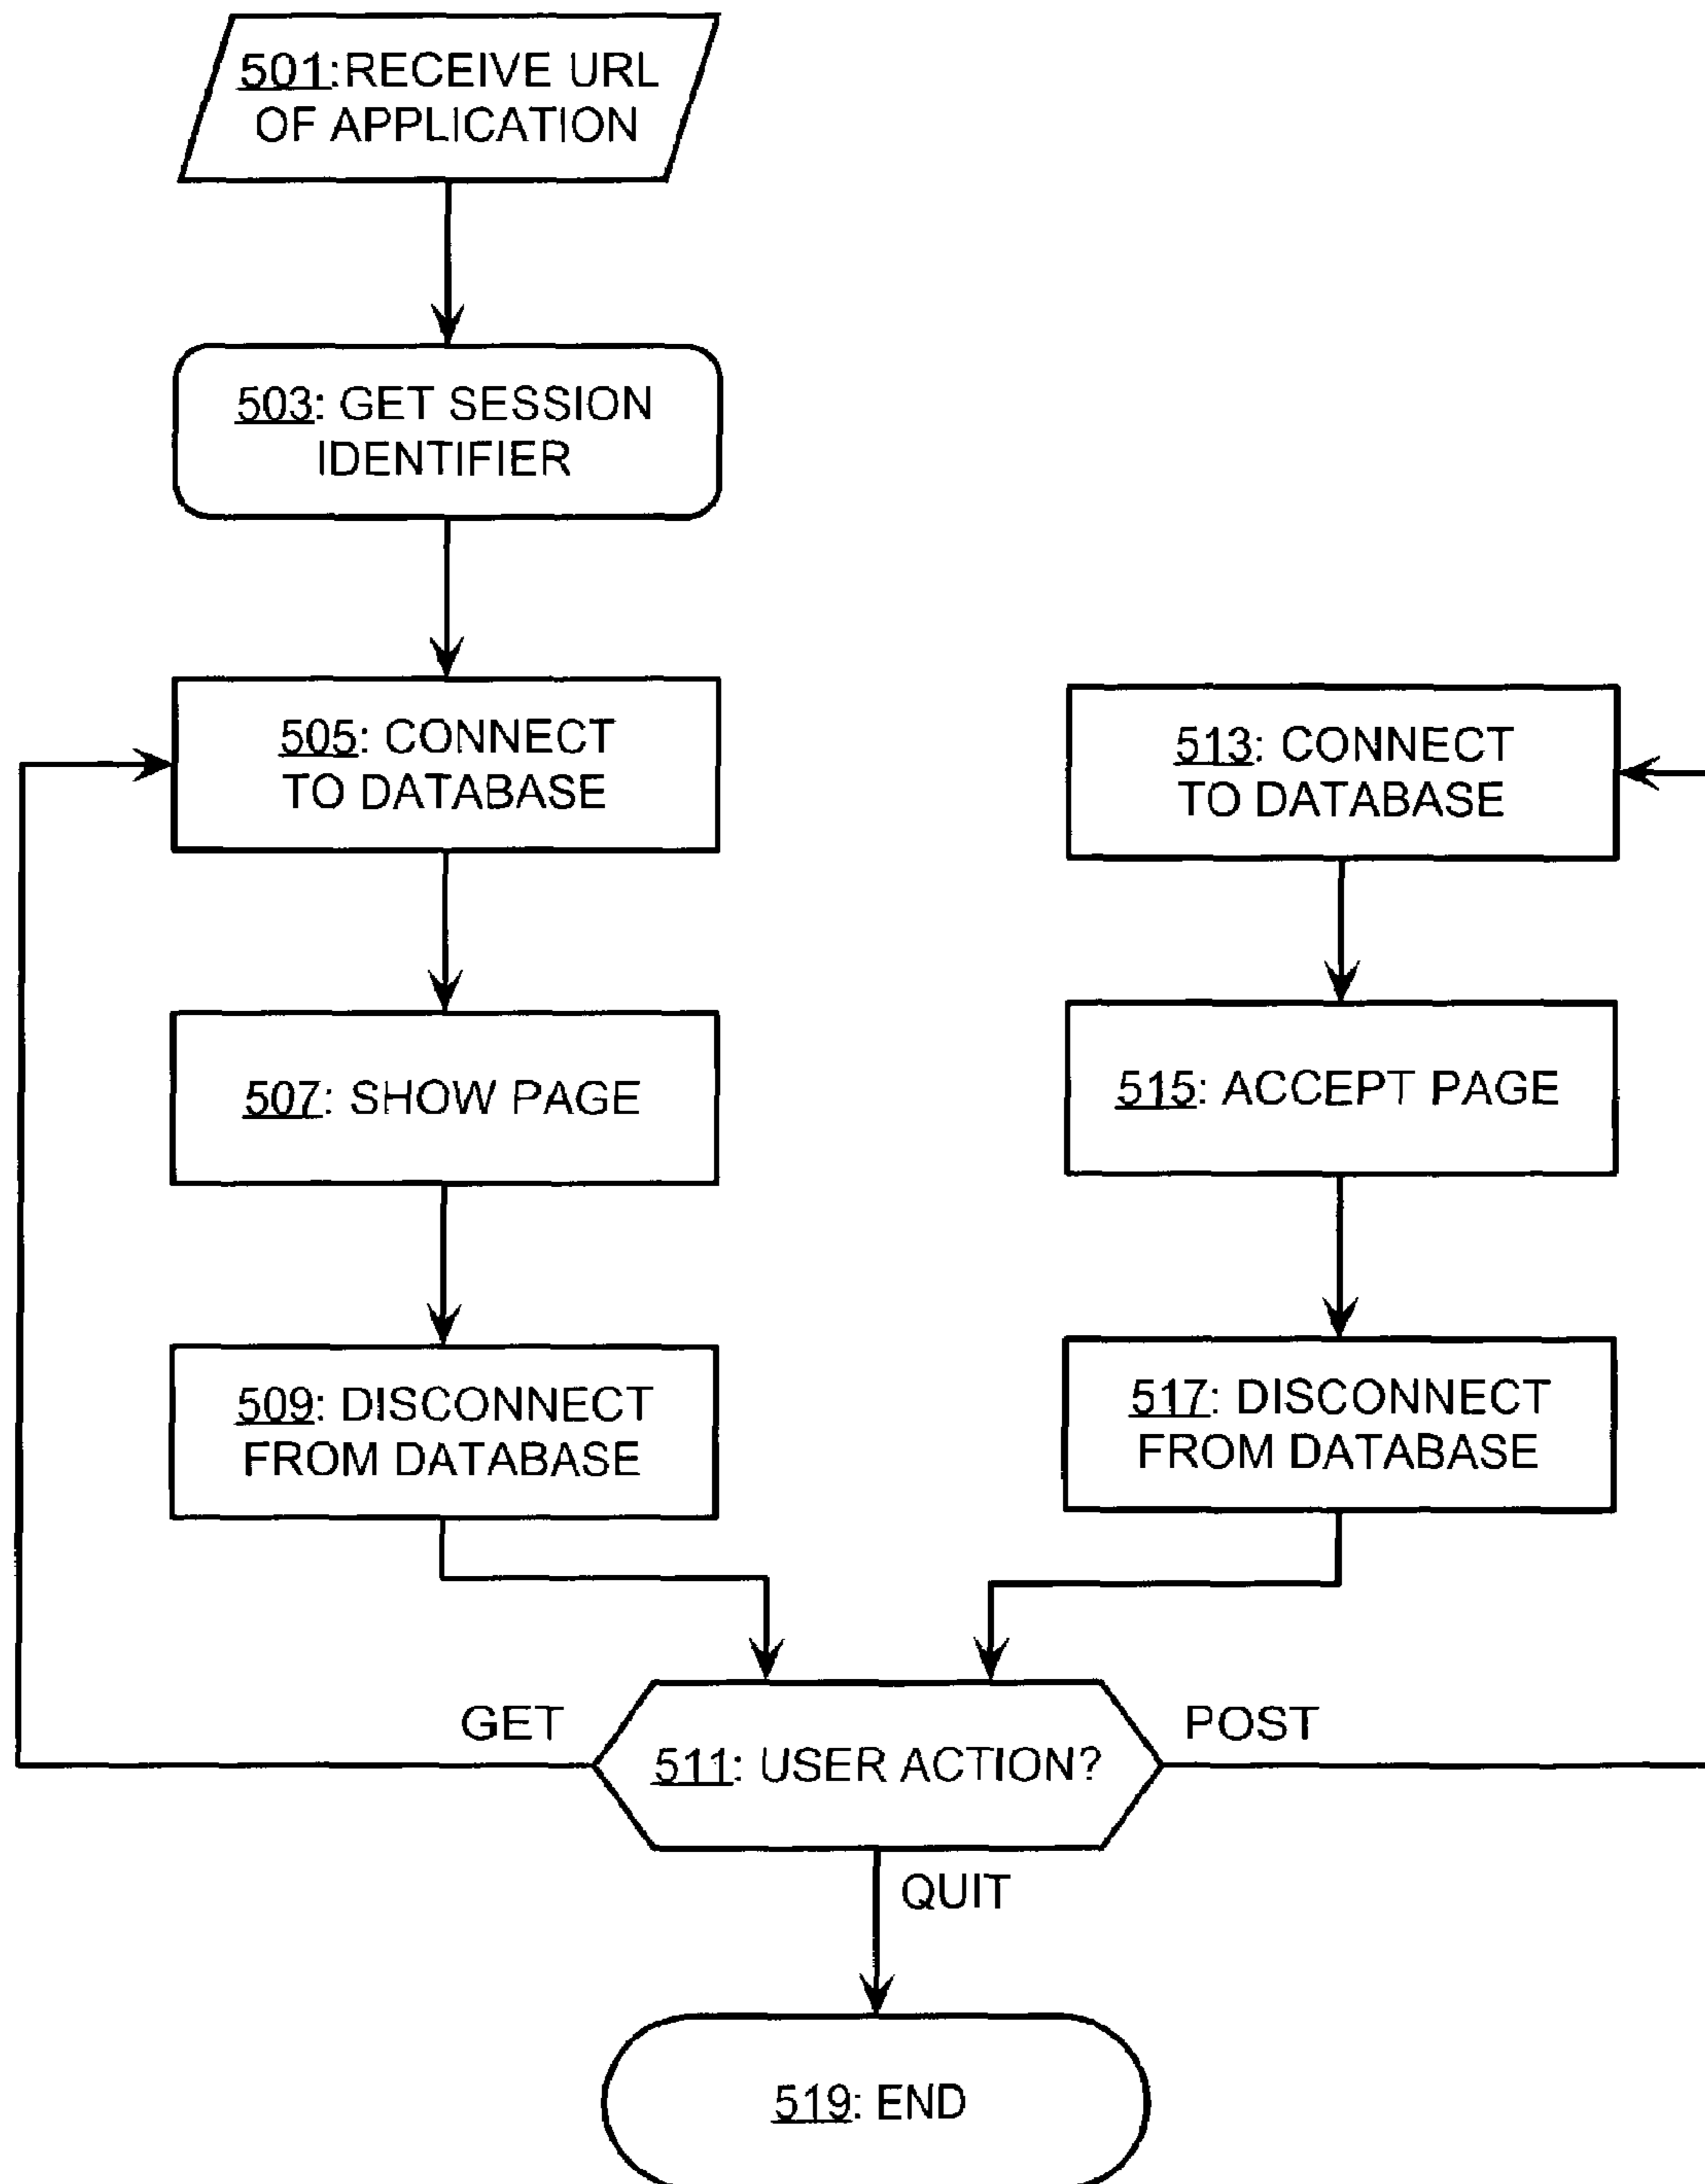 501:RECEIVE URL
OF APPLICATION
503: GET SESSION
IDENTIFIER
505: CONNECT
TO DATABASE
507: SHOW PAGE
509: DISCONNECT
FROM DATABASE
513: CONNECT
TO DATABASE
515: ACCEPT PAGE
517: DISCONNECT
FROM DATABASE
GET
511: USER ACTION?
POST
QUIT
519: END